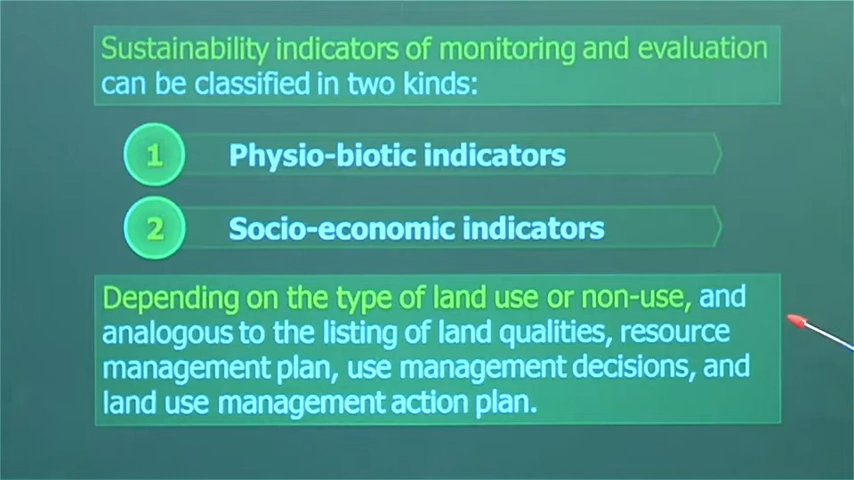 Sustainability indicators of monitoring and evaluation
can be classified in two kinds:
1 Physio-biotic indicators
2 Socio-economic indicators
Depending on the type of land use or non-use, and
analogous to the listing of land qualities, resource
management plan, use management decisions, and
land use management action plan.